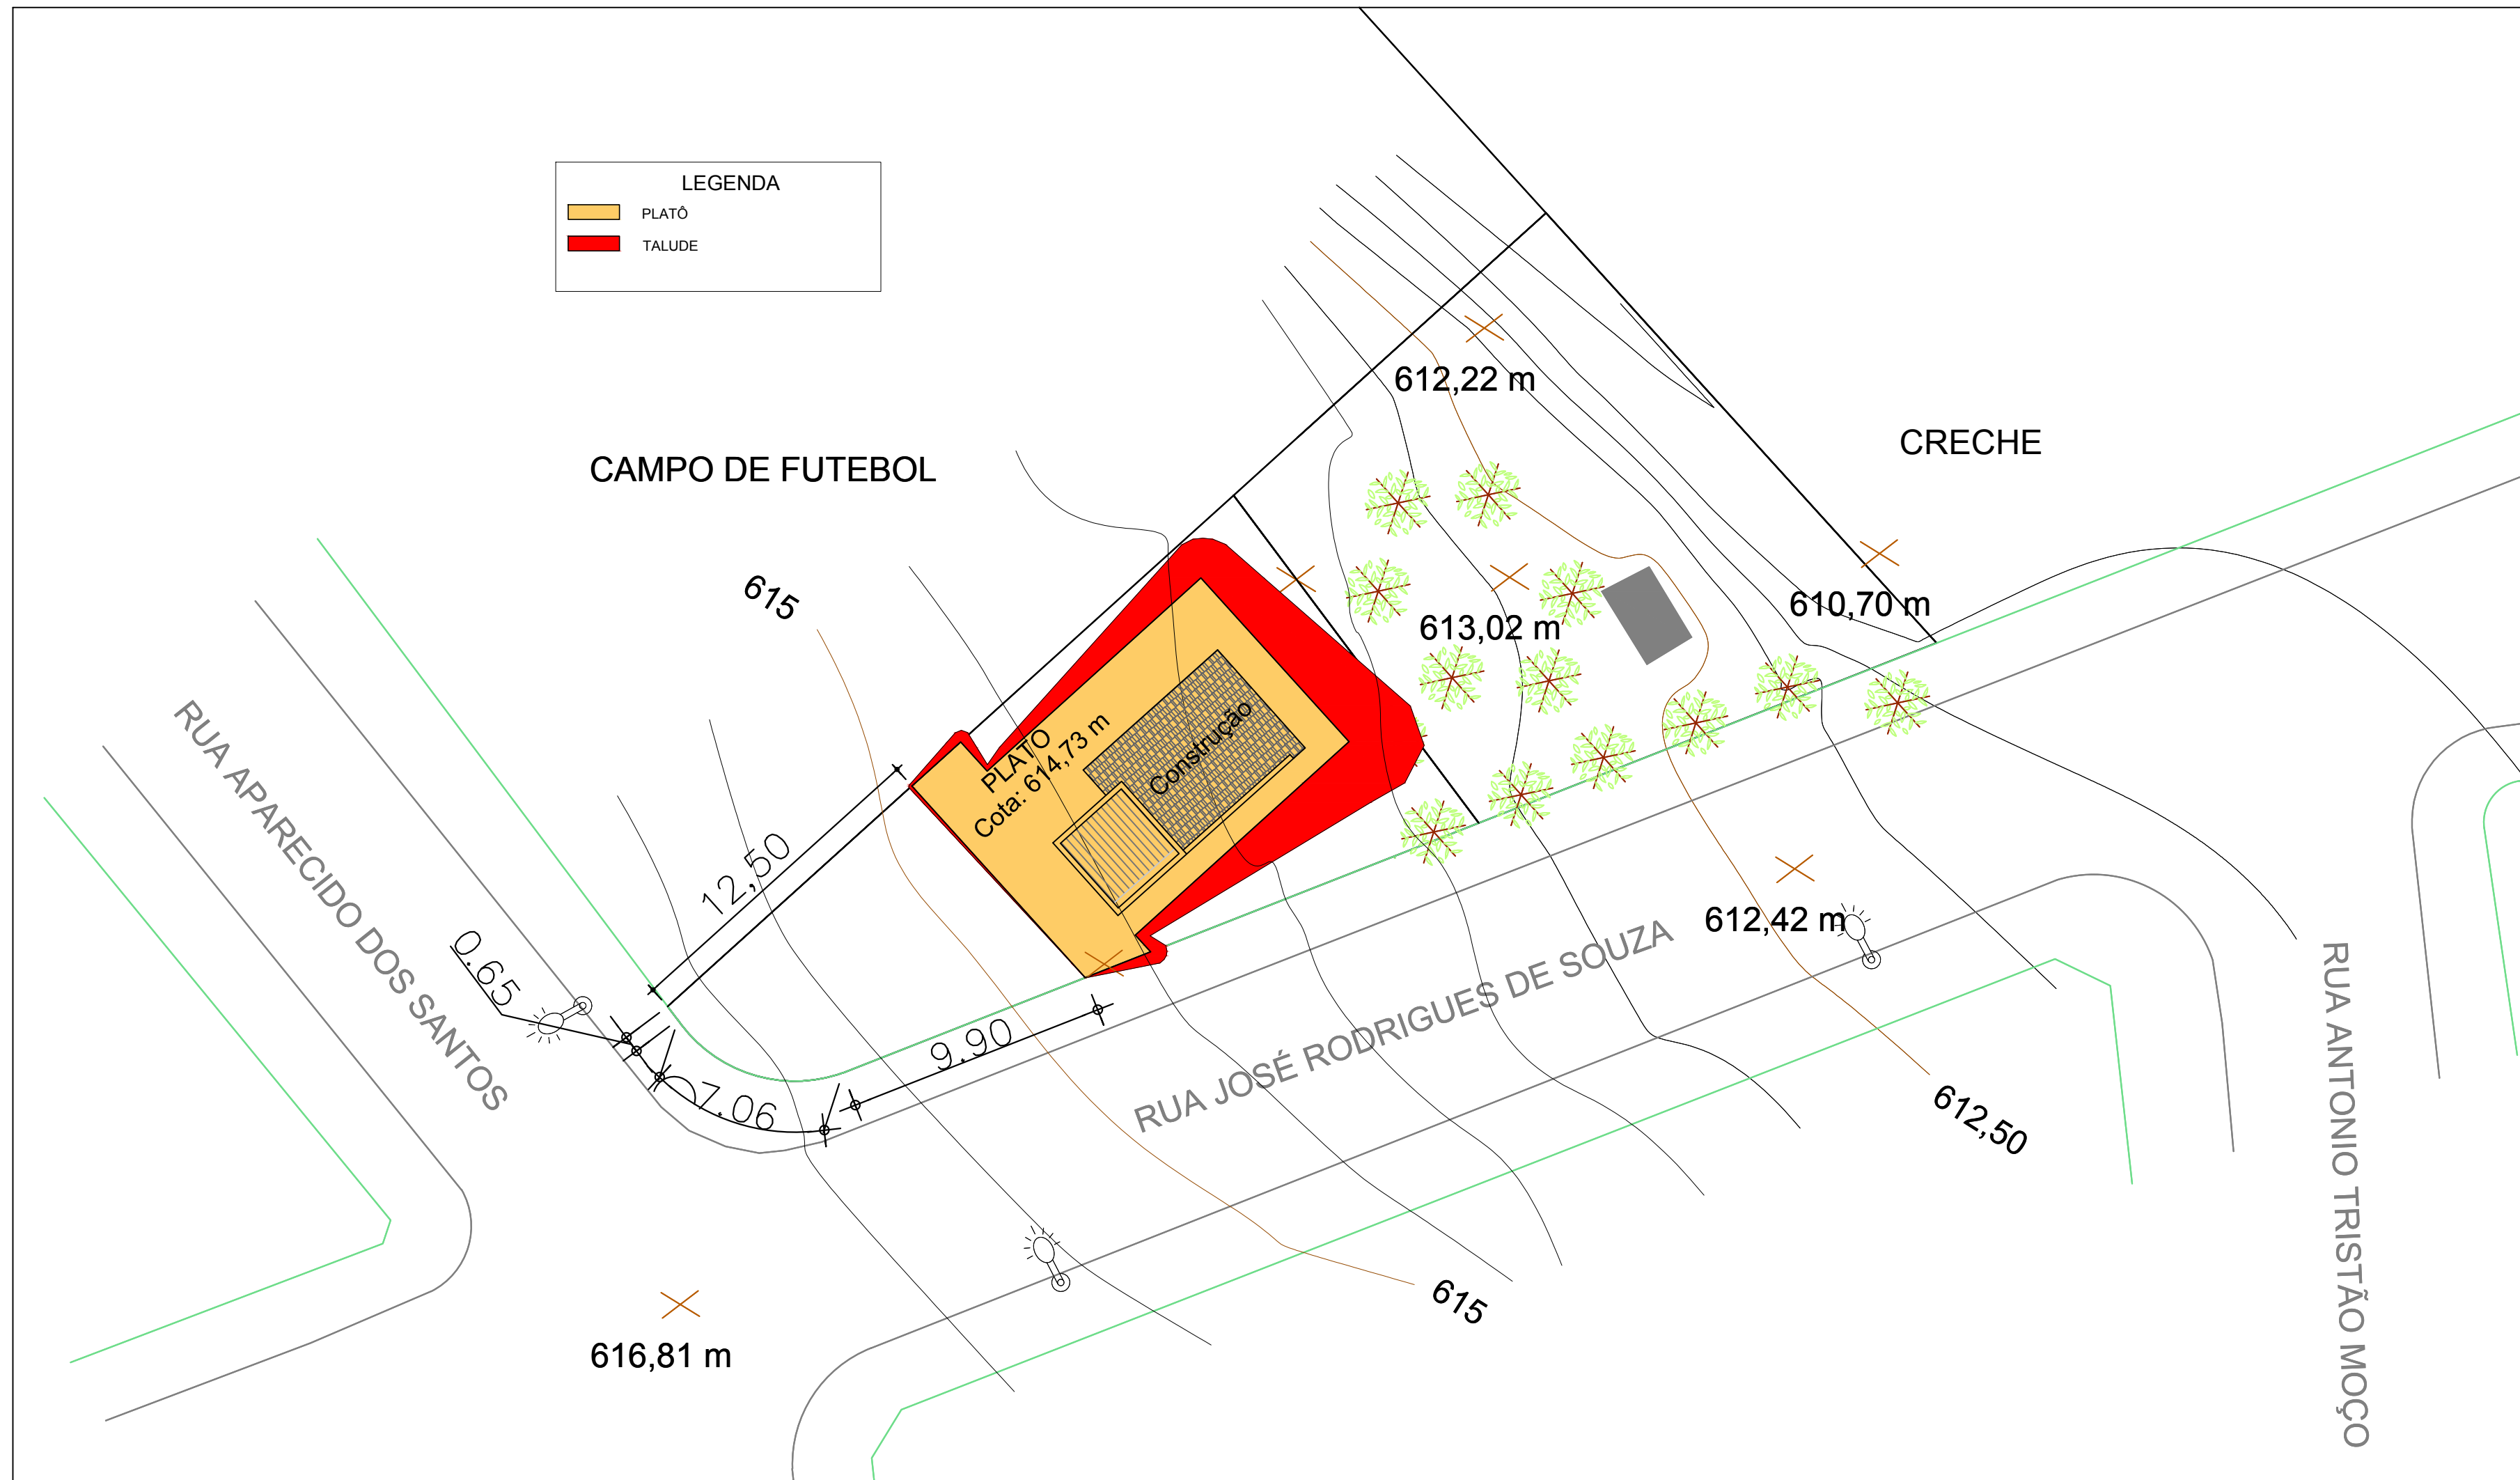 LEGENDA
PLATÔ
TALUDE
612,22 m
CRECHE
CAMPO DE FUTEBOL
615
610,70 m
613,02 m
PLATO
Cota: 614,73 m
Construção
RUA APARECIDO DOS SANTOS
12,50
0.65
7.06
9.90
612,42 m
RUA JOSÉ RODRIGUES DE SOUZA
612,50
RUA ANTONIO TRISTÃO MOÇO
615
616,81 m